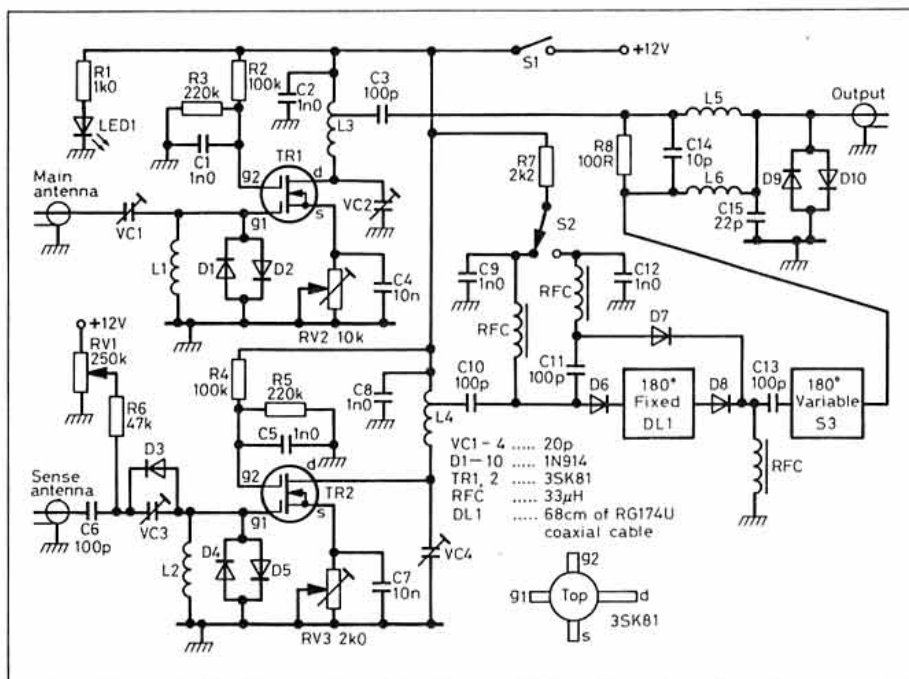 R1
1k0
LED1
R3
220k
R2
100k
C1
1n0
C2
1n0
L3
C3
100p
S1
+12V
Output
L5
R8
100R
C14
10p
L6
C15
22p
D9
D10
TR1
g2
d
s
g1
Main
antenna
VC1
L1
D1
D2
VC2
C4
10n
RV2 10k
R7
2k2
S2
C9
1n0
RFC
RFC
C12
1n0
D7
+12V
RV1
250k
R6
47k
R4
100k
R5
220k
C5
1n0
C8
1n0
L4
C10
100p
C11
100p
D6
180°
Fixed
DL1
D8
C13
100p
180°
Variable
S3
RFC
D3
Sense
antenna
C6
100p
VC3
L2
D4
D5
g2
d
s
g1
TR2
VC4
C7
10n
RV3 2k0
VC1-4 ..... 20p
D1-10 ..... 1N914
TR1, 2 ..... 3SK81
RFC ..... 33µH
DL1 ..... 68cm of RG174U
coaxial cable
g2
g1
Top
d
s
3SK81